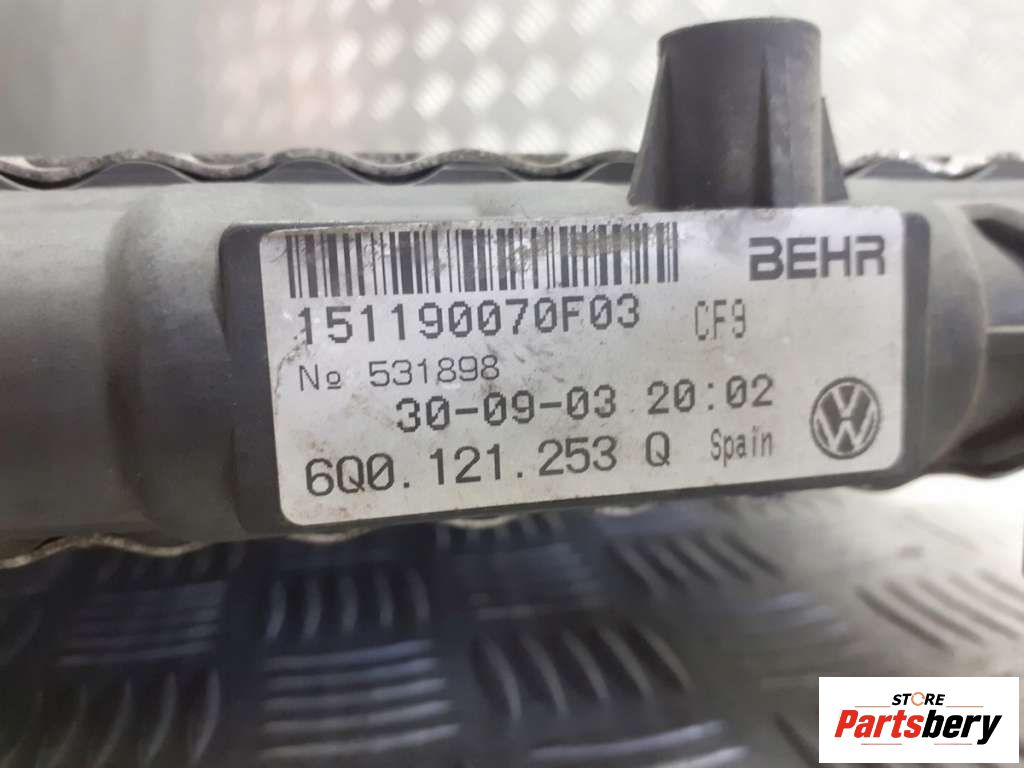 BEHR
151190070F03 CF9
№ 531898
30-09-03 20:02
6Q0.121.253 Q Spain
VW
STORE
Partsbery